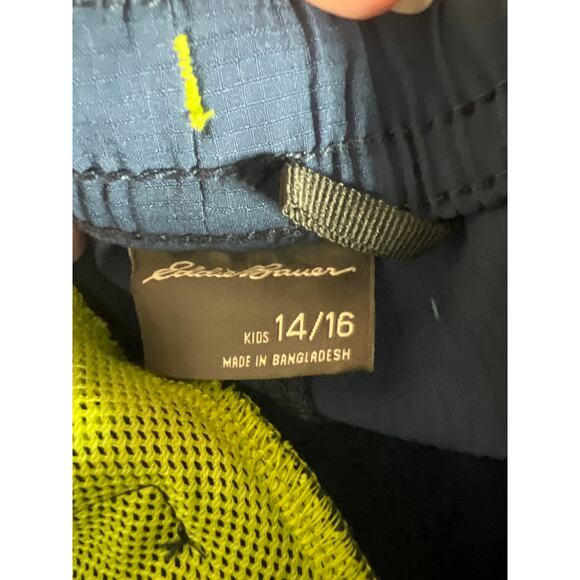 Eddie Bauer
KIDS 14/16
MADE IN BANGLADESH